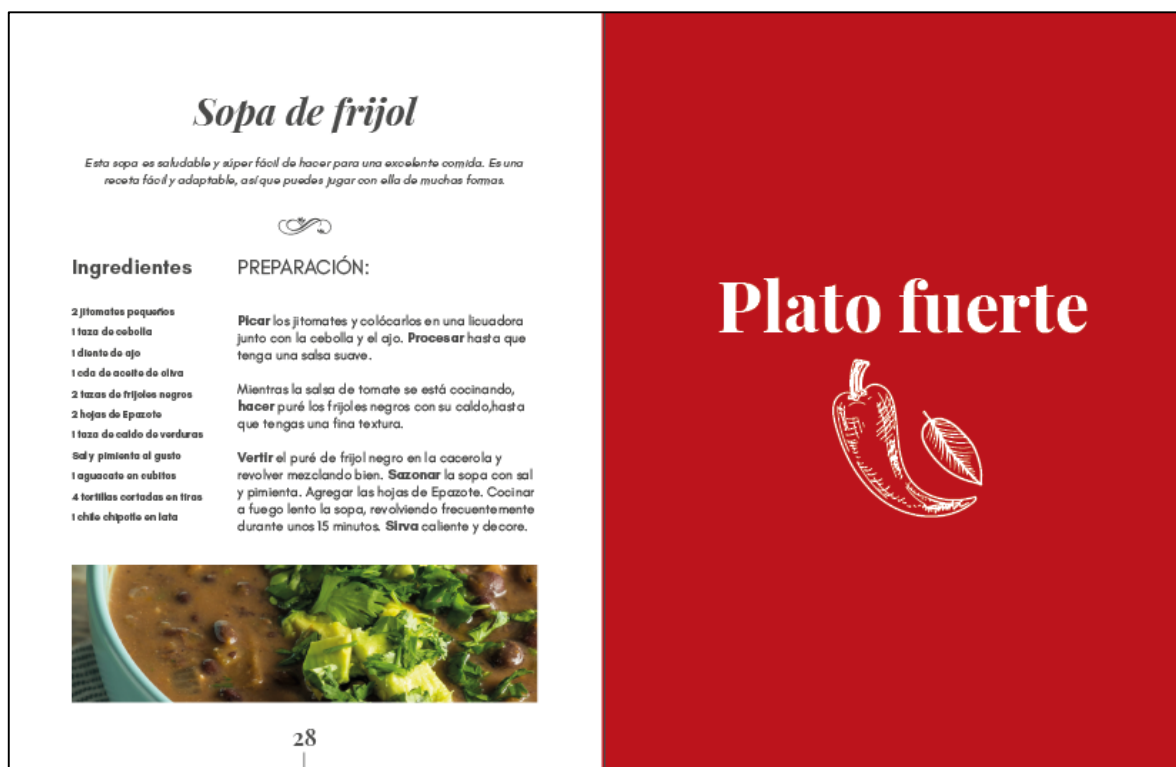 Sopa de frijol
Esta sopa es saludable y súper fácil de hacer para una excelente comida. Es una
receta fácil y adaptable, así que puedes jugar con ella de muchas formas.
Ingredientes
2 jitomates pequeños
1 taza de cebolla
1 diente de ajo
1 cda de aceite de oliva
2 tazas de frijoles negros
2 hojas de Epazote
1 taza de caldo de verduras
Sal y pimienta al gusto
1 aguacate en cubitos
4 tortillas cortadas en tiras
1 chile chipotle en lata
PREPARACIÓN:
Picar los jitomates y colócarlos en una licuadora
junto con la cebolla y el ajo. Procesar hasta que
tenga una salsa suave.
Mientras la salsa de tomate se está cocinando,
hacer puré los frijoles negros con su caldo,hasta
que tengas una fina textura.
Vertir el puré de frijol negro en la cacerola y
revolver mezclando bien. Sazonar la sopa con sal
y pimienta. Agregar las hojas de Epazote. Cocinar
a fuego lento la sopa, revolviendo frecuentemente
durante unos 15 minutos. Sirva caliente y decore.
28
Plato fuerte